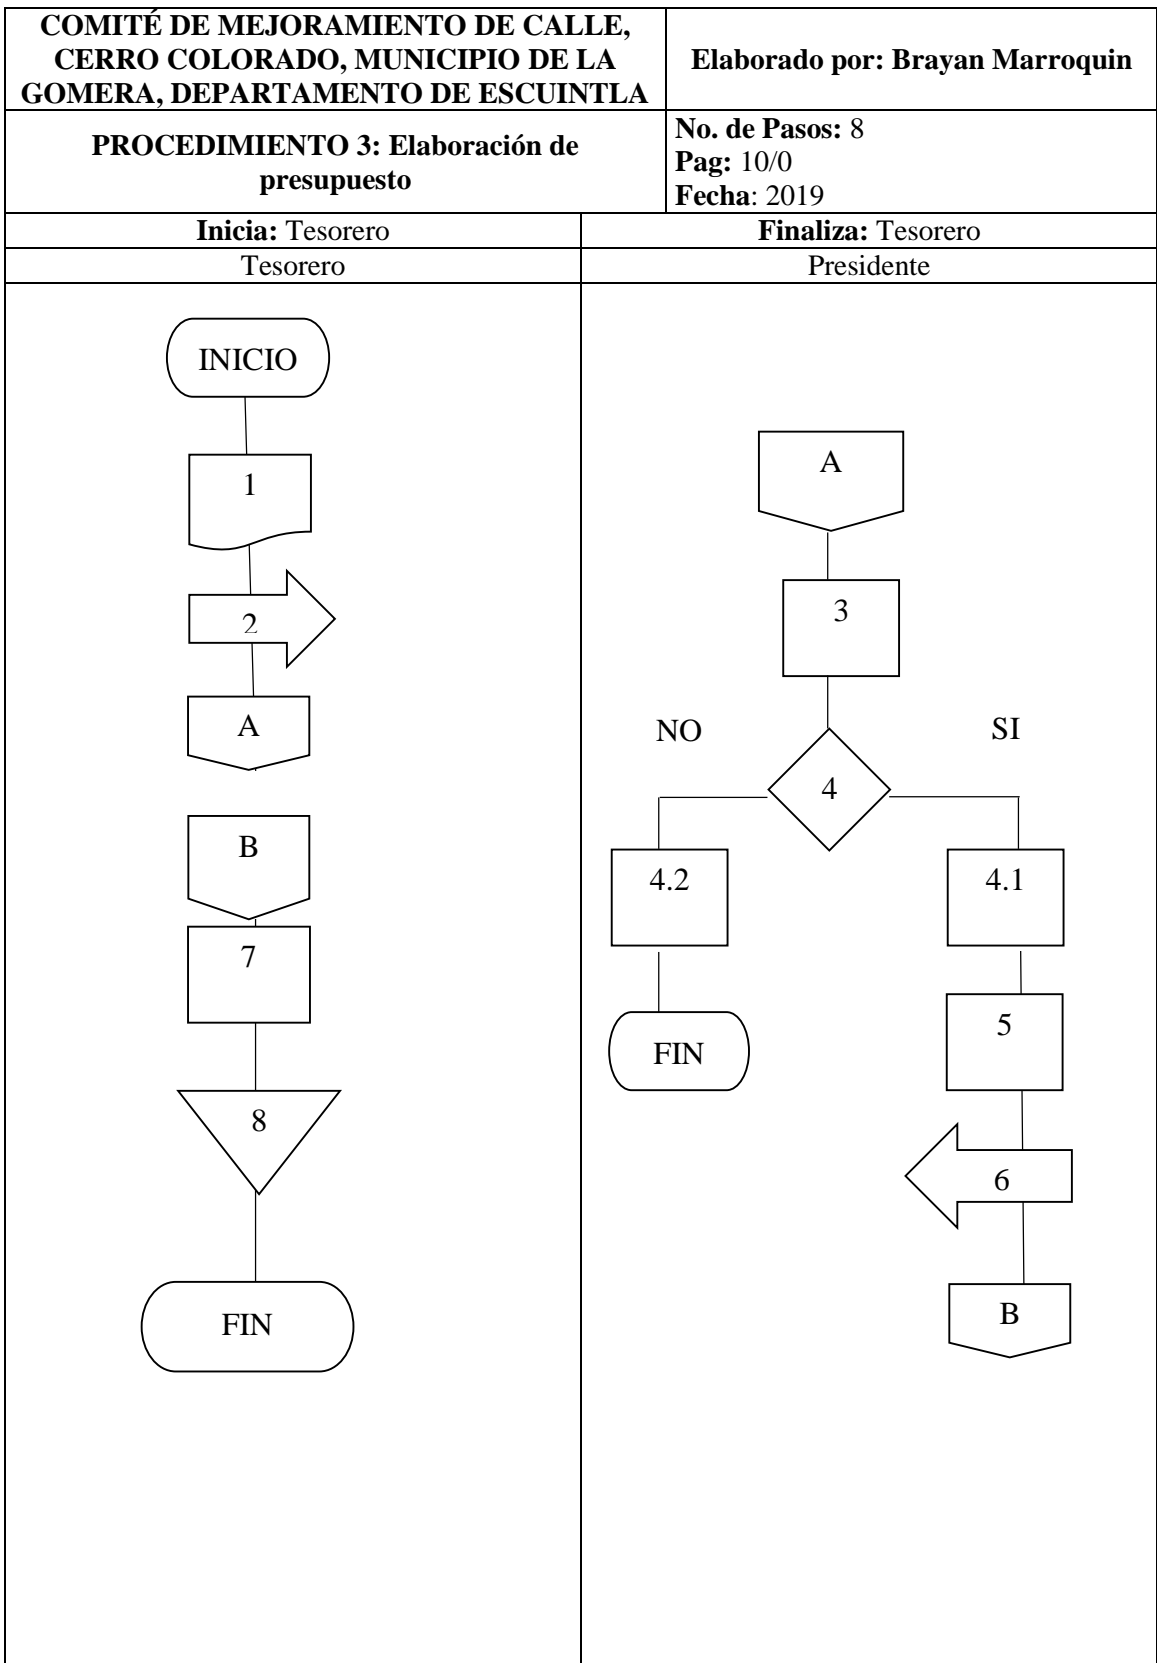 COMITÉ DE MEJORAMIENTO DE CALLE,
CERRO COLORADO, MUNICIPIO DE LA
GOMERA, DEPARTAMENTO DE ESCUINTLA
Elaborado por: Brayan Marroquin
PROCEDIMIENTO 3: Elaboración de
presupuesto
No. de Pasos: 8
Pag: 10/0
Fecha: 2019
Inicia: Tesorero
Finaliza: Tesorero
Tesorero
Presidente
INICIO
1
2
A
B
7
8
FIN
A
3
NO
SI
4
4.2
4.1
FIN
5
6
B